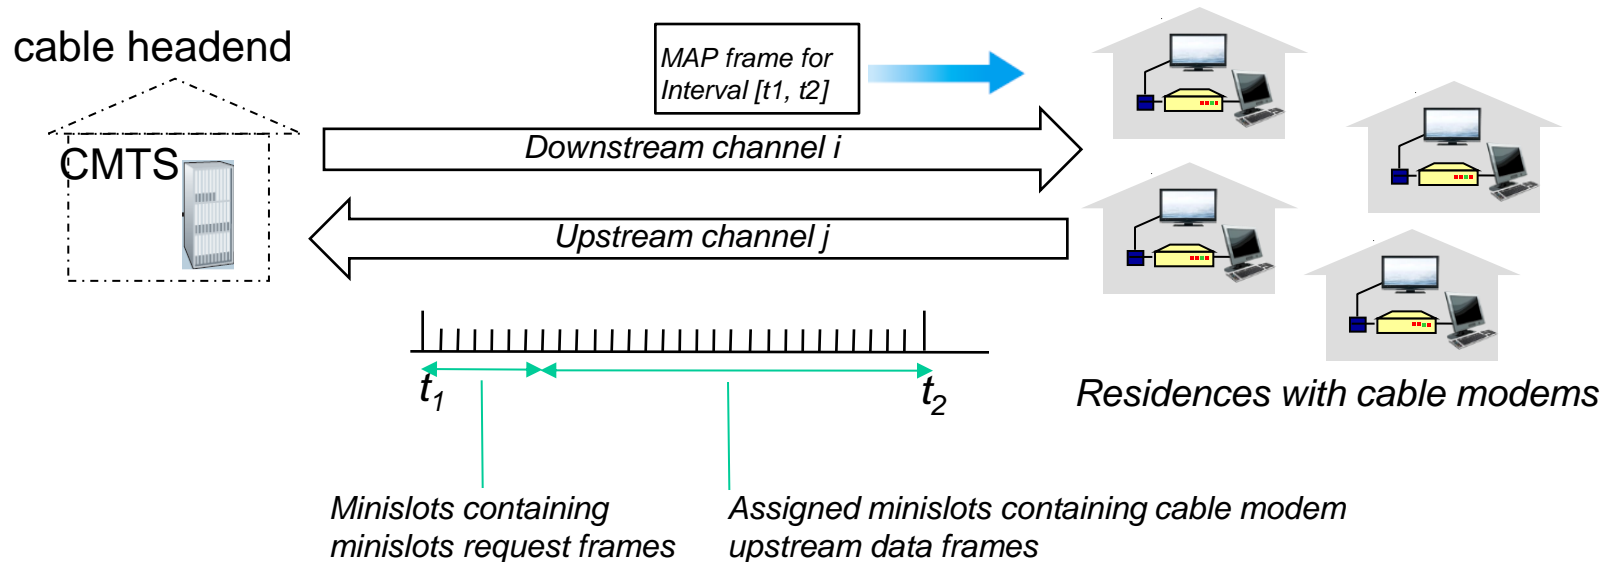 cable headend
CMTS
MAP frame for
Interval [t1, t2]
Downstream channel i
Upstream channel j
t1
t2
Residences with cable modems
Minislots containing
minislots request frames
Assigned minislots containing cable modem
upstream data frames